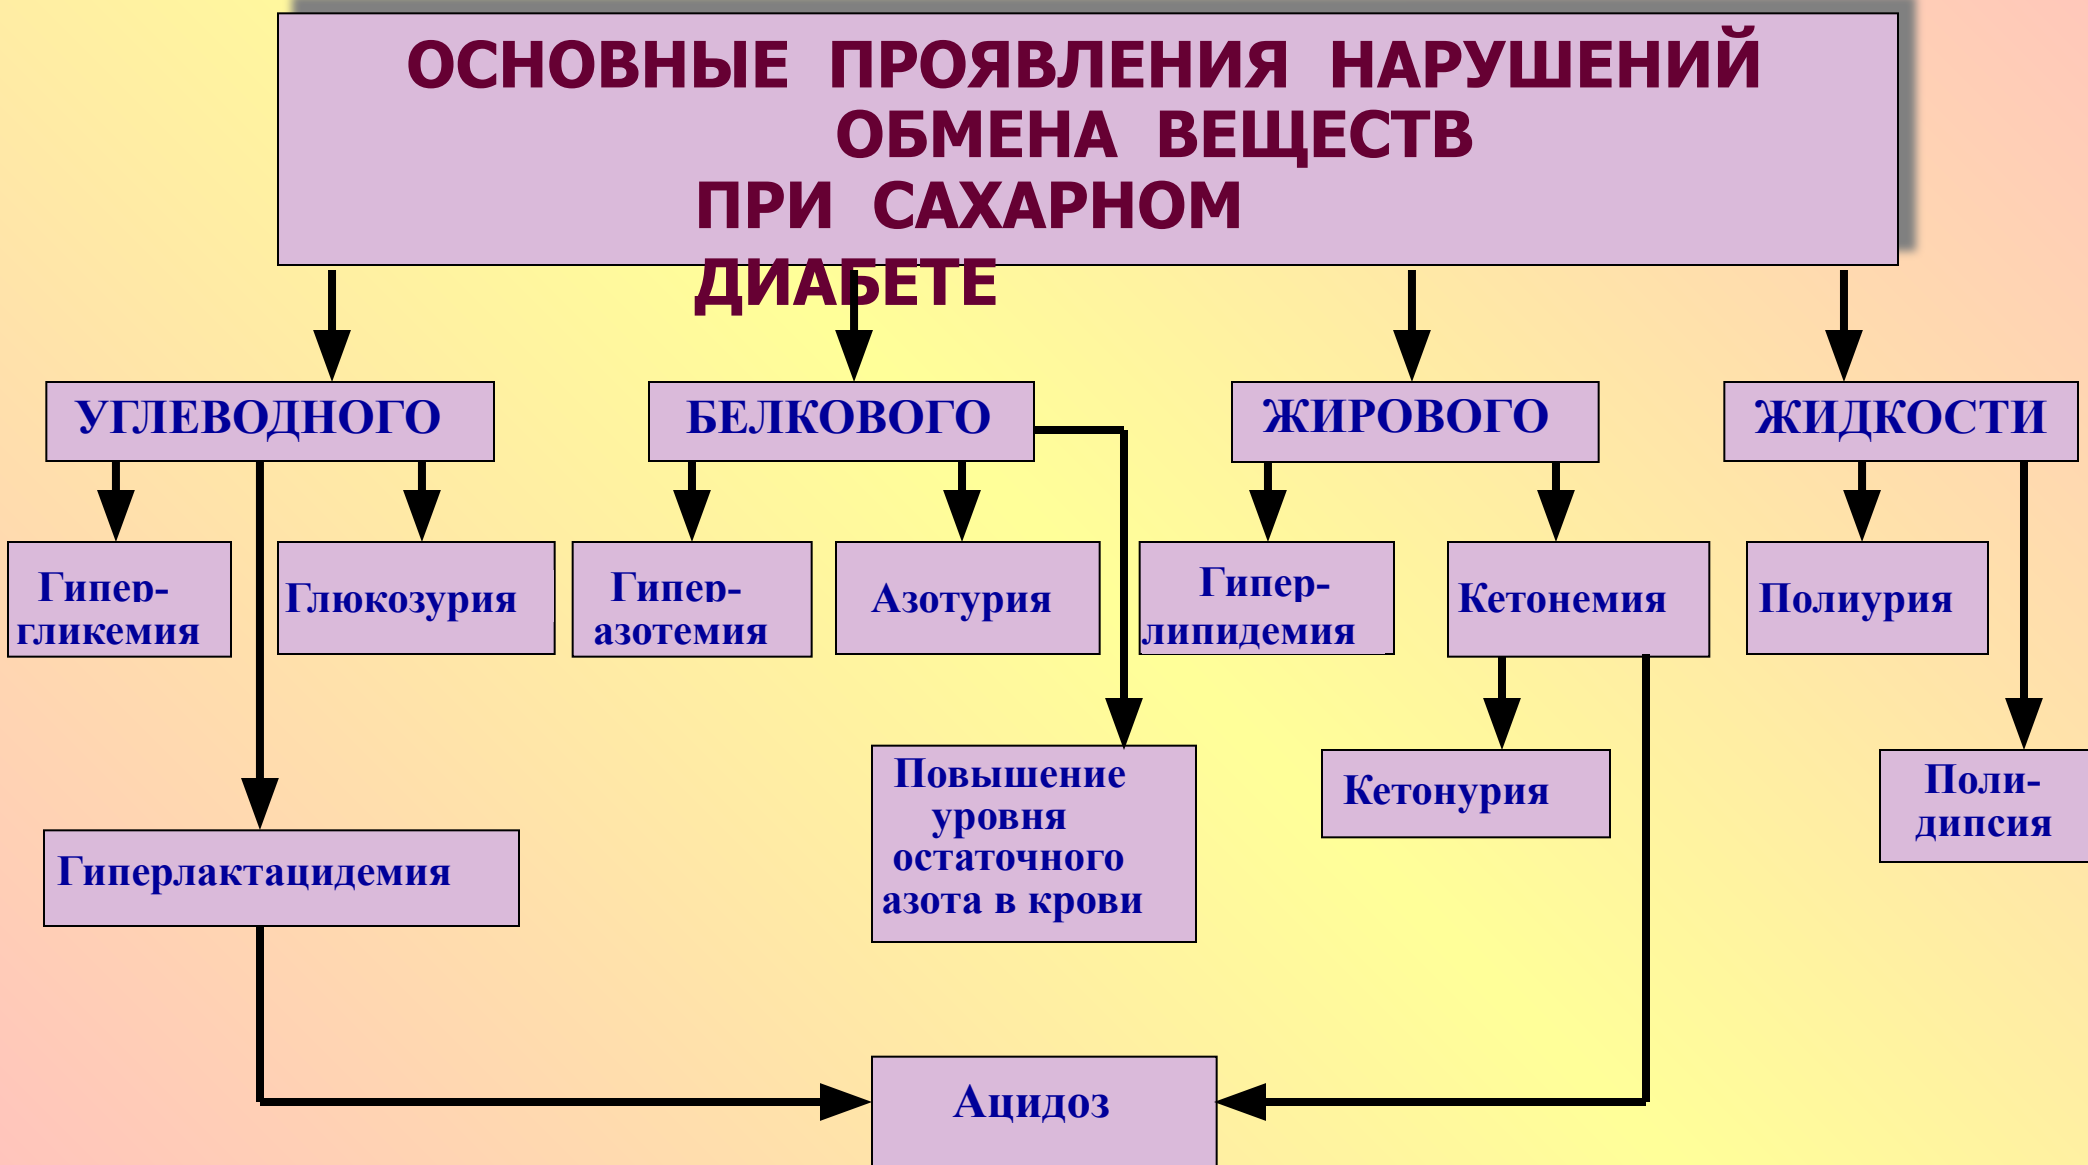 ОСНОВНЫЕ ПРОЯВЛЕНИЯ НАРУШЕНИЙ
ОБМЕНА ВЕЩЕСТВ
ПРИ САХАРНОМ
ДИАБЕТЕ
УГЛЕВОДНОГО
БЕЛКОВОГО
ЖИРОВОГО
ЖИДКОСТИ
Гипер-
гликемия
Глюкозурия
Гипер-
азотемия
Азотурия
Гипер-
липидемия
Кетонемия
Полиурия
Повышение
уровня
остаточного
азота в крови
Кетонурия
Поли-
дипсия
Гиперлактацидемия
Ацидоз